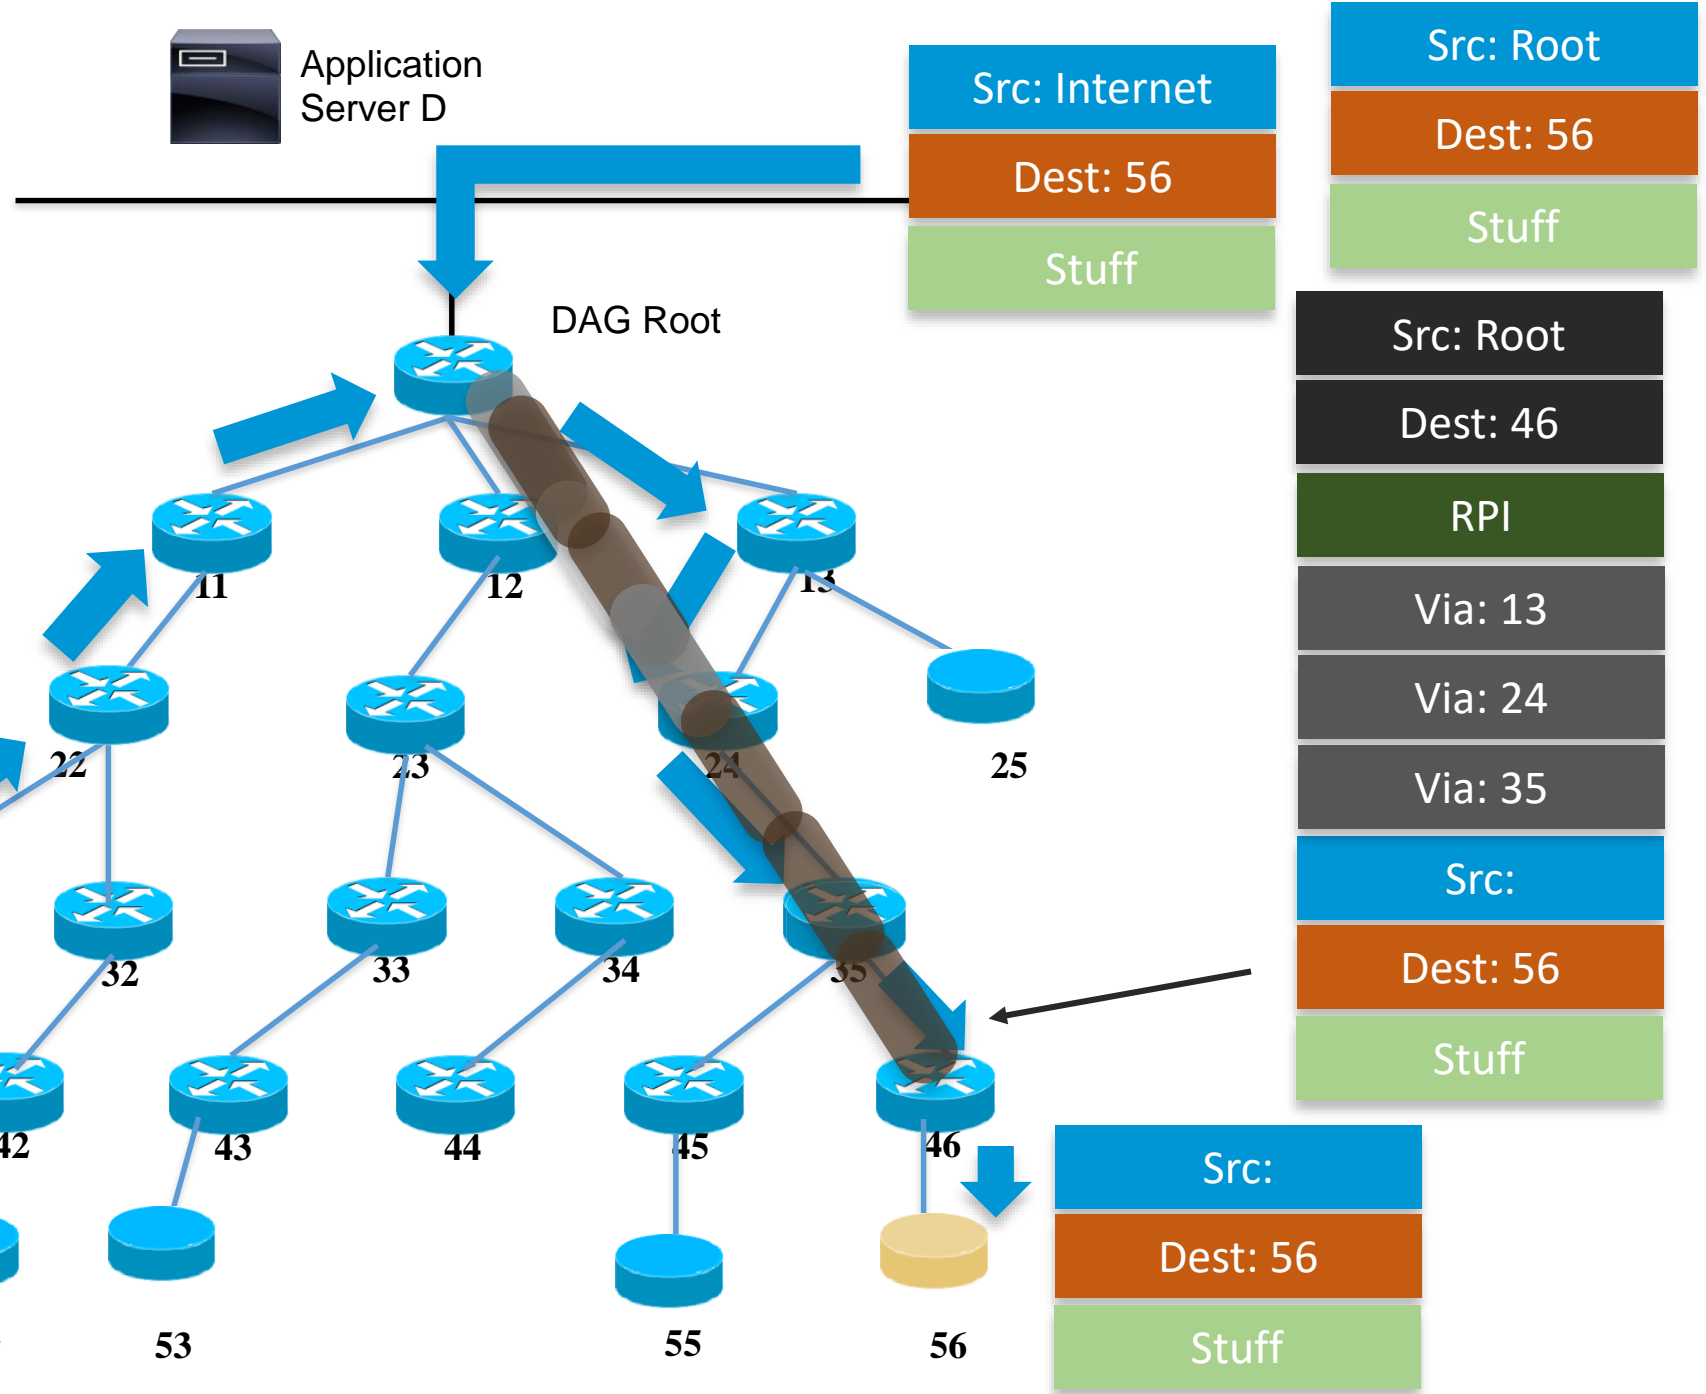 Application
Server D
Src: Internet
Dest: 56
Stuff
Src: Root
Dest: 56
Stuff
DAG Root
Src: Root
Dest: 46
RPI
Via: 13
Via: 24
Via: 35
Src:
Dest: 56
Stuff
11
12
13
22
23
24
25
32
33
34
35
42
43
44
45
46
Src:
Dest: 56
Stuff
53
55
56